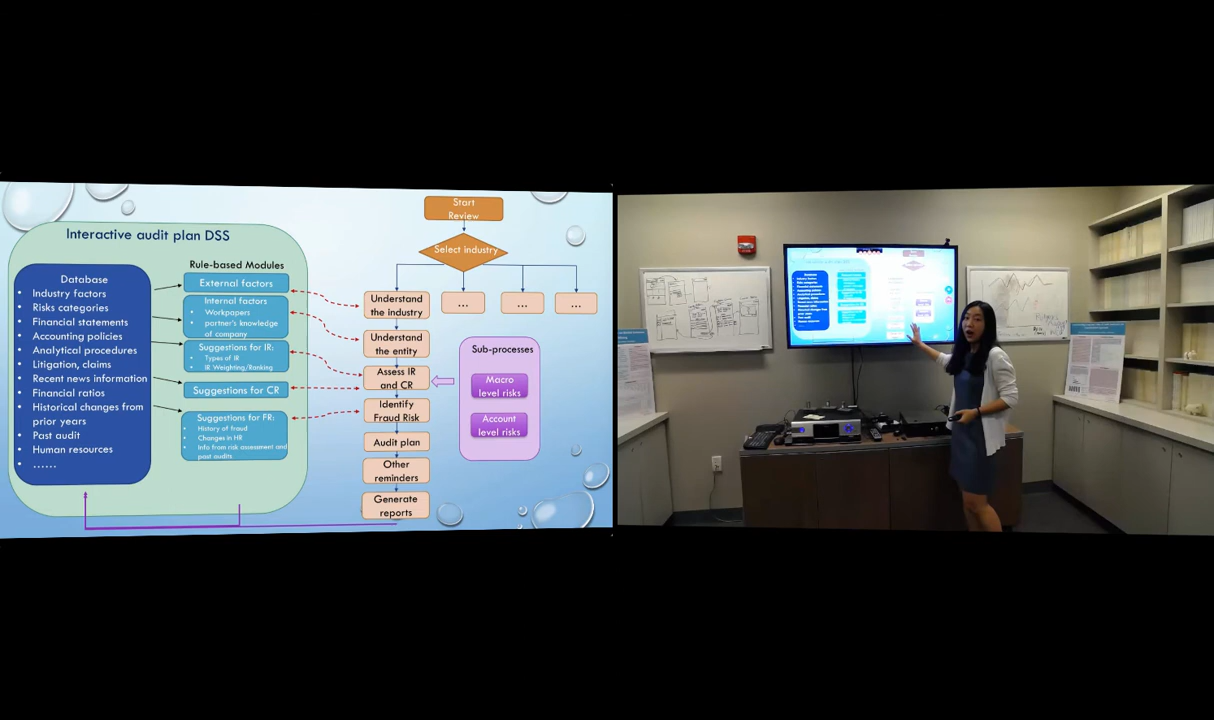 Interactive audit plan DSS
Database
• Industry factors
• Risks categories
• Financial statements
• Accounting policies
• Analytical procedures
• Litigation, claims
• Recent news information
• Financial ratios
• Historical changes from
prior years
• Past audit
• Human resources
• ......
Rule-based Modules
External factors
Internal factors
• Workpapers
• partner's knowledge
of company
Suggestions for IR:
• Types of IR
• IR Weighting/Ranking
Suggestions for CR
Suggestions for FR:
• History of fraud
• Changes in HR
• Info from risk assessment and
past audits
Start
Review
Select industry
Understand
the industry
...
...
...
Understand
the entity
Assess IR
and CR
Identify
Fraud Risk
Audit plan
Other
reminders
Generate
reports
Sub-processes
Macro
level risks
Account
level risks